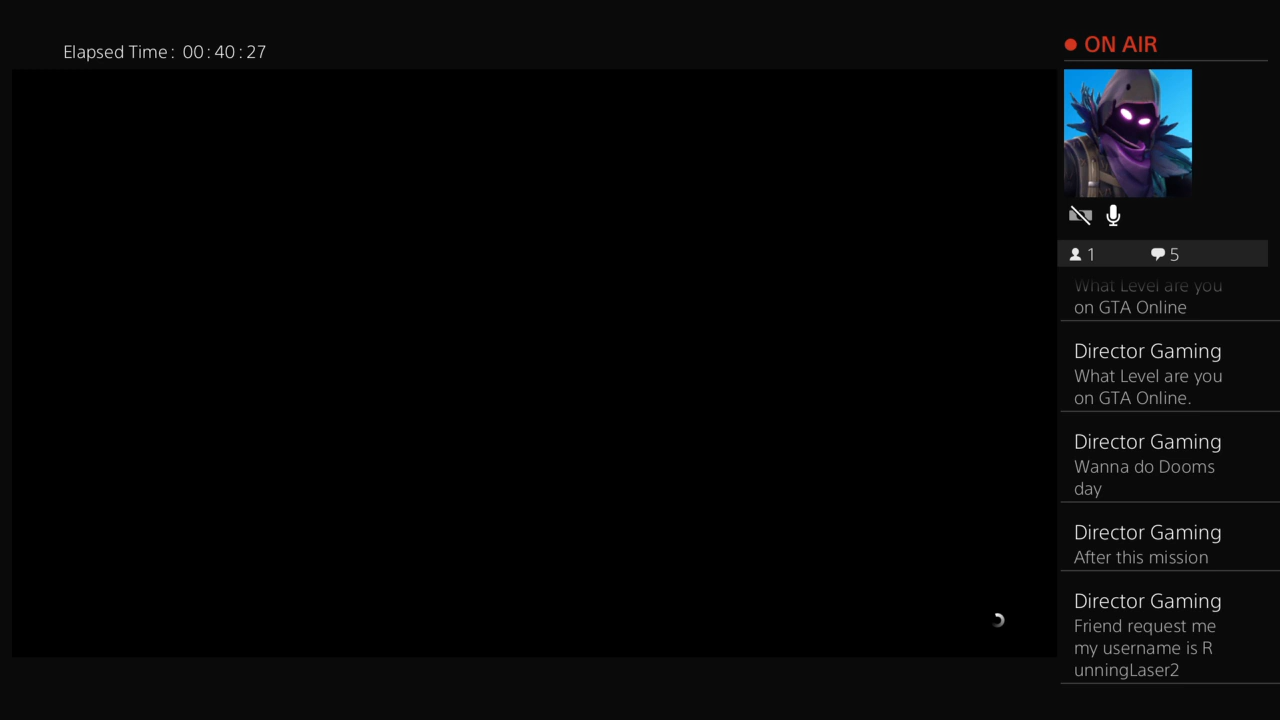 Elapsed Time: 00:40:27
ON AIR
1
5
What Level are you
on GTA Online
Director Gaming
What Level are you
on GTA Online.
Director Gaming
Wanna do Dooms
day
Director Gaming
After this mission
Director Gaming
Friend request me
my username is R
unningLaser2